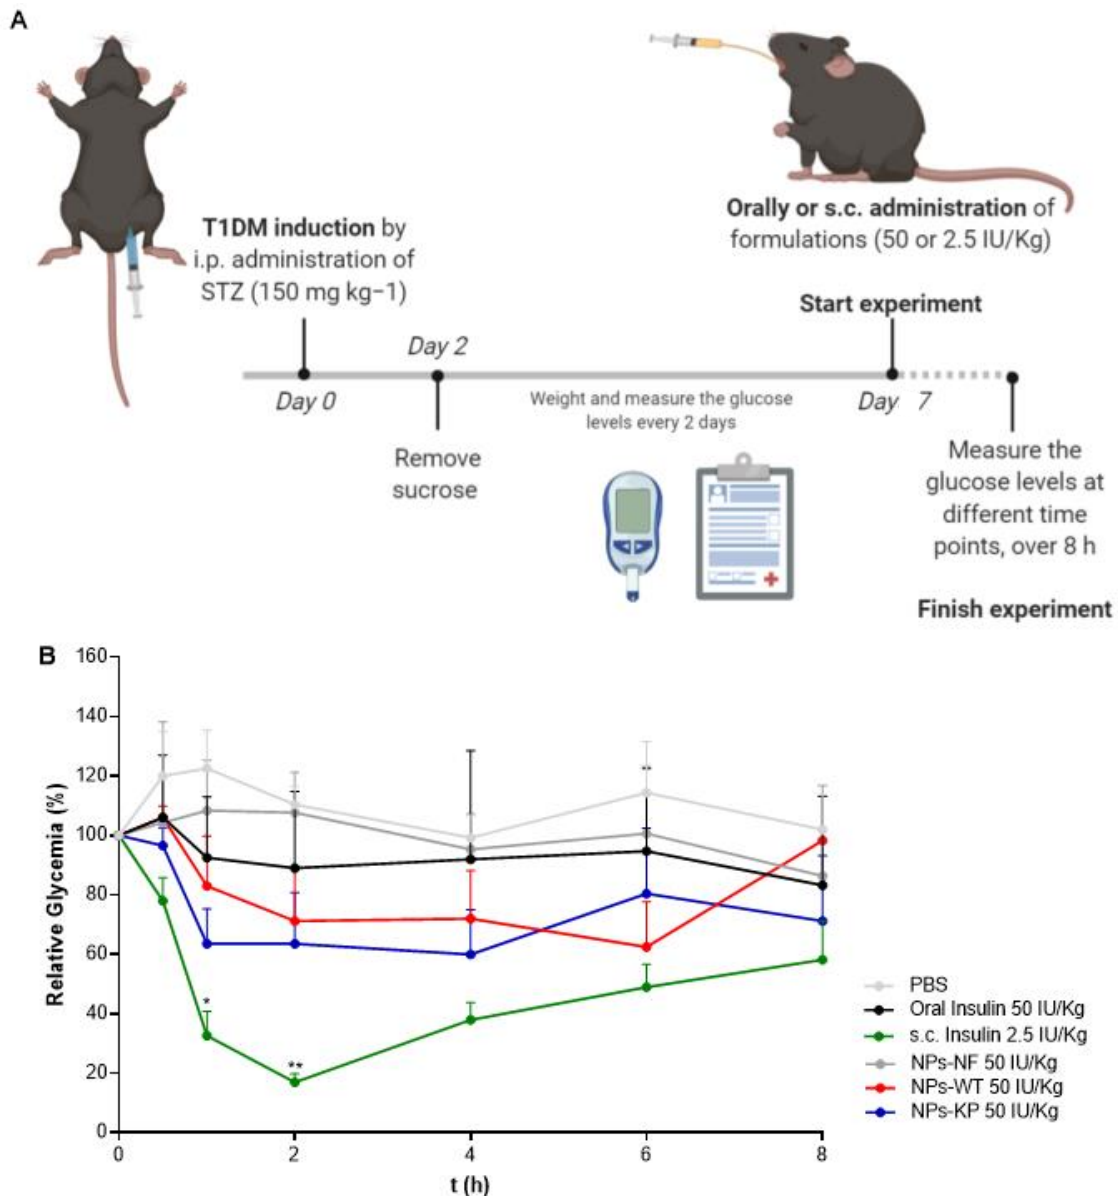 A
T1DM induction by
i.p. administration of
STZ (150 mg kg−1)
Orally or s.c. administration of
formulations (50 or 2.5 IU/Kg)
Start experiment
Day 2
Day 0
Weight and measure the glucose
levels every 2 days
Day 7
Remove
sucrose
Measure the
glucose levels at
different time
points, over 8 h
Finish experiment
B
160
140
120
100
80
60
40
20
0
Relative Glycemia (%)
*
**
0 2 4 6 8
t (h)
PBS
Oral Insulin 50 IU/Kg
s.c. Insulin 2.5 IU/Kg
NPs-NF 50 IU/Kg
NPs-WT 50 IU/Kg
NPs-KP 50 IU/Kg